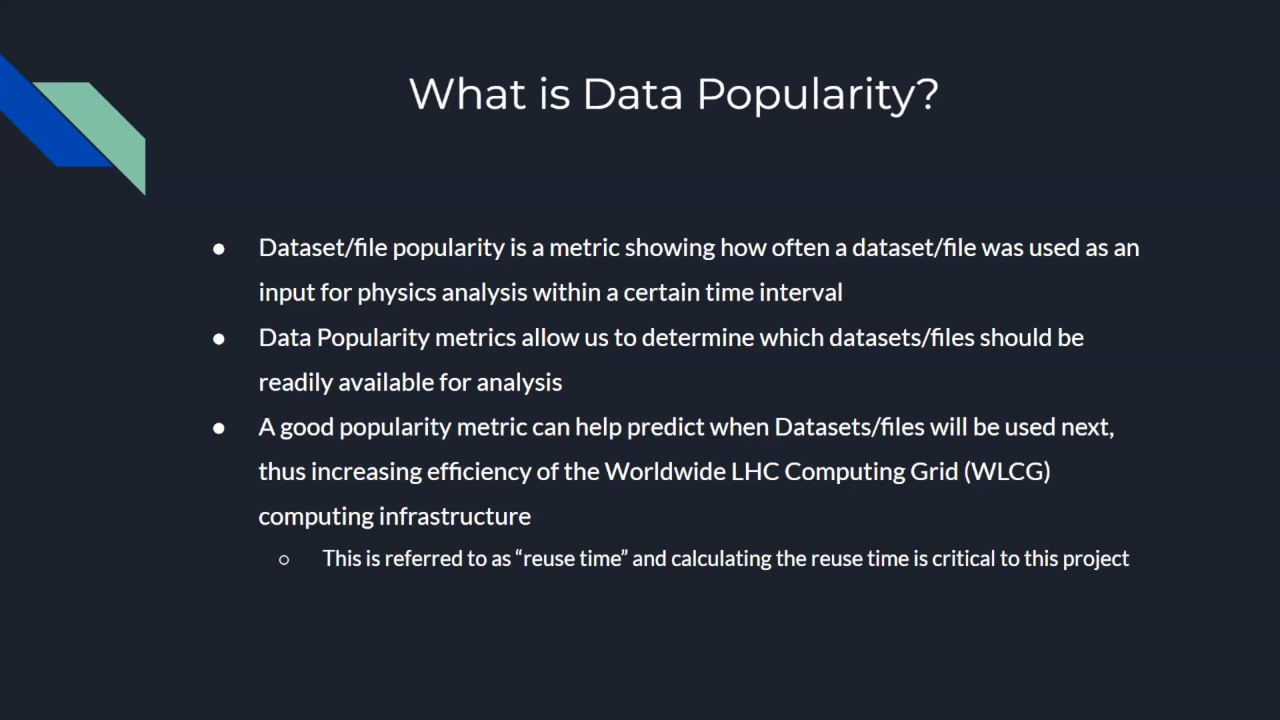 What is Data Popularity?
● Dataset/file popularity is a metric showing how often a dataset/file was used as an
input for physics analysis within a certain time interval
● Data Popularity metrics allow us to determine which datasets/files should be
readily available for analysis
● A good popularity metric can help predict when Datasets/files will be used next,
thus increasing efficiency of the Worldwide LHC Computing Grid (WLCG)
computing infrastructure
○ This is referred to as “reuse time” and calculating the reuse time is critical to this project